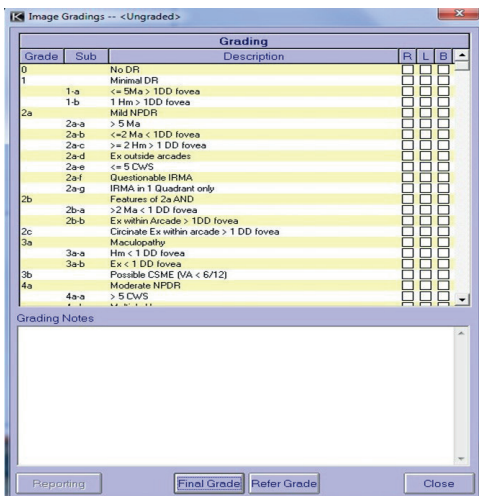 Image Gradings -- <Ungraded>
Grading
Grade Sub Description R L B
0 No DR
1 Minimal DR
1-a <= 5Ma > 1DD fovea
1-b 1 Hm > 1DD fovea
2a Mild NPDR
2a-a > 5 Ma
2a-b <=2 Ma < 1DD fovea
2a-c >= 2 Hm > 1 DD fovea
2a-d Ex outside arcades
2a-e <= 5 CWS
2a-f Questionable IRMA
2a-g IRMA in 1 Quadrant only
2b Features of 2a AND
2b-a >2 Ma < 1 DD fovea
2b-b Ex within Arcade > 1DD fovea
2c Circinate Ex within arcade > 1 DD fovea
3a Maculopathy
3a-a Hm < 1 DD fovea
3a-b Ex < 1 DD fovea
3b Possible CSME (VA < 6/12)
4a Moderate NPDR
4a-a > 5 CWS
Grading Notes
Reporting Final Grade Refer Grade Close